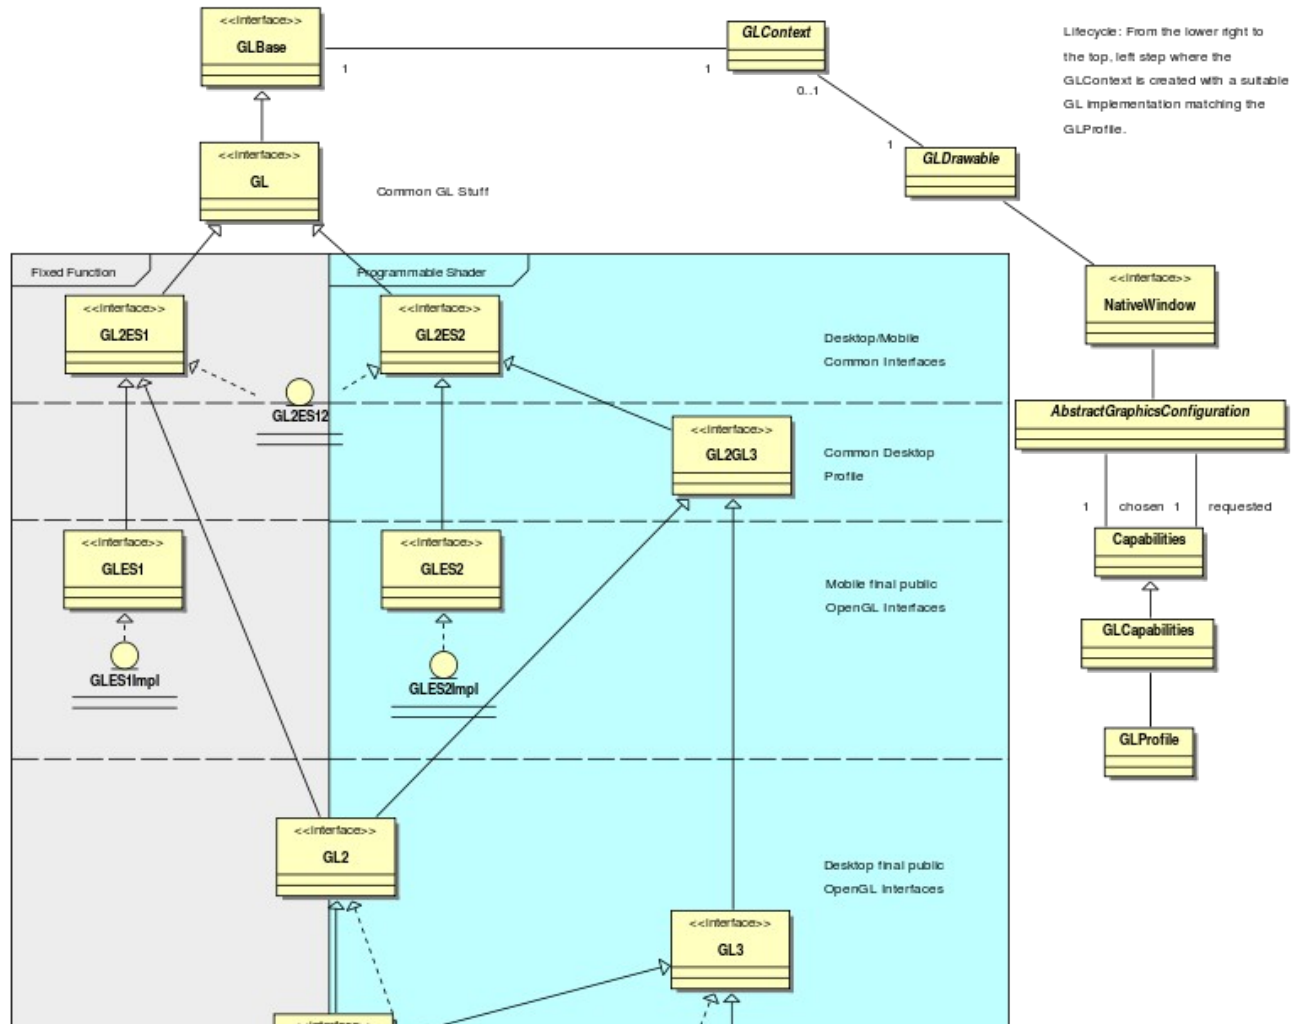 <<interface>>
GLBase
1
1
GLContext
0..1
1
GLDrawable
Lifecycle: From the lower right to
the top, left step where the
GLContext is created with a suitable
GL implementation matching the
GLProfile.
<<interface>>
GL
Common GL Stuff
<<interface>>
NativeWindow
Fixed Function
Programmable Shader
<<interface>>
GL2ES1
<<interface>>
GL2ES2
Desktop/Mobile
Common Interfaces
GL2ES12
AbstractGraphicsConfiguration
<<interface>>
GL2GL3
Common Desktop
Profile
1
chosen
1
requested
Capabilities
<<interface>>
GLES1
<<interface>>
GLES2
Mobile final public
OpenGL Interfaces
GLCapabilities
GLES1Impl
GLES2Impl
GLProfile
<<interface>>
GL2
Desktop final public
OpenGL Interfaces
<<interface>>
GL3
<<interface>>